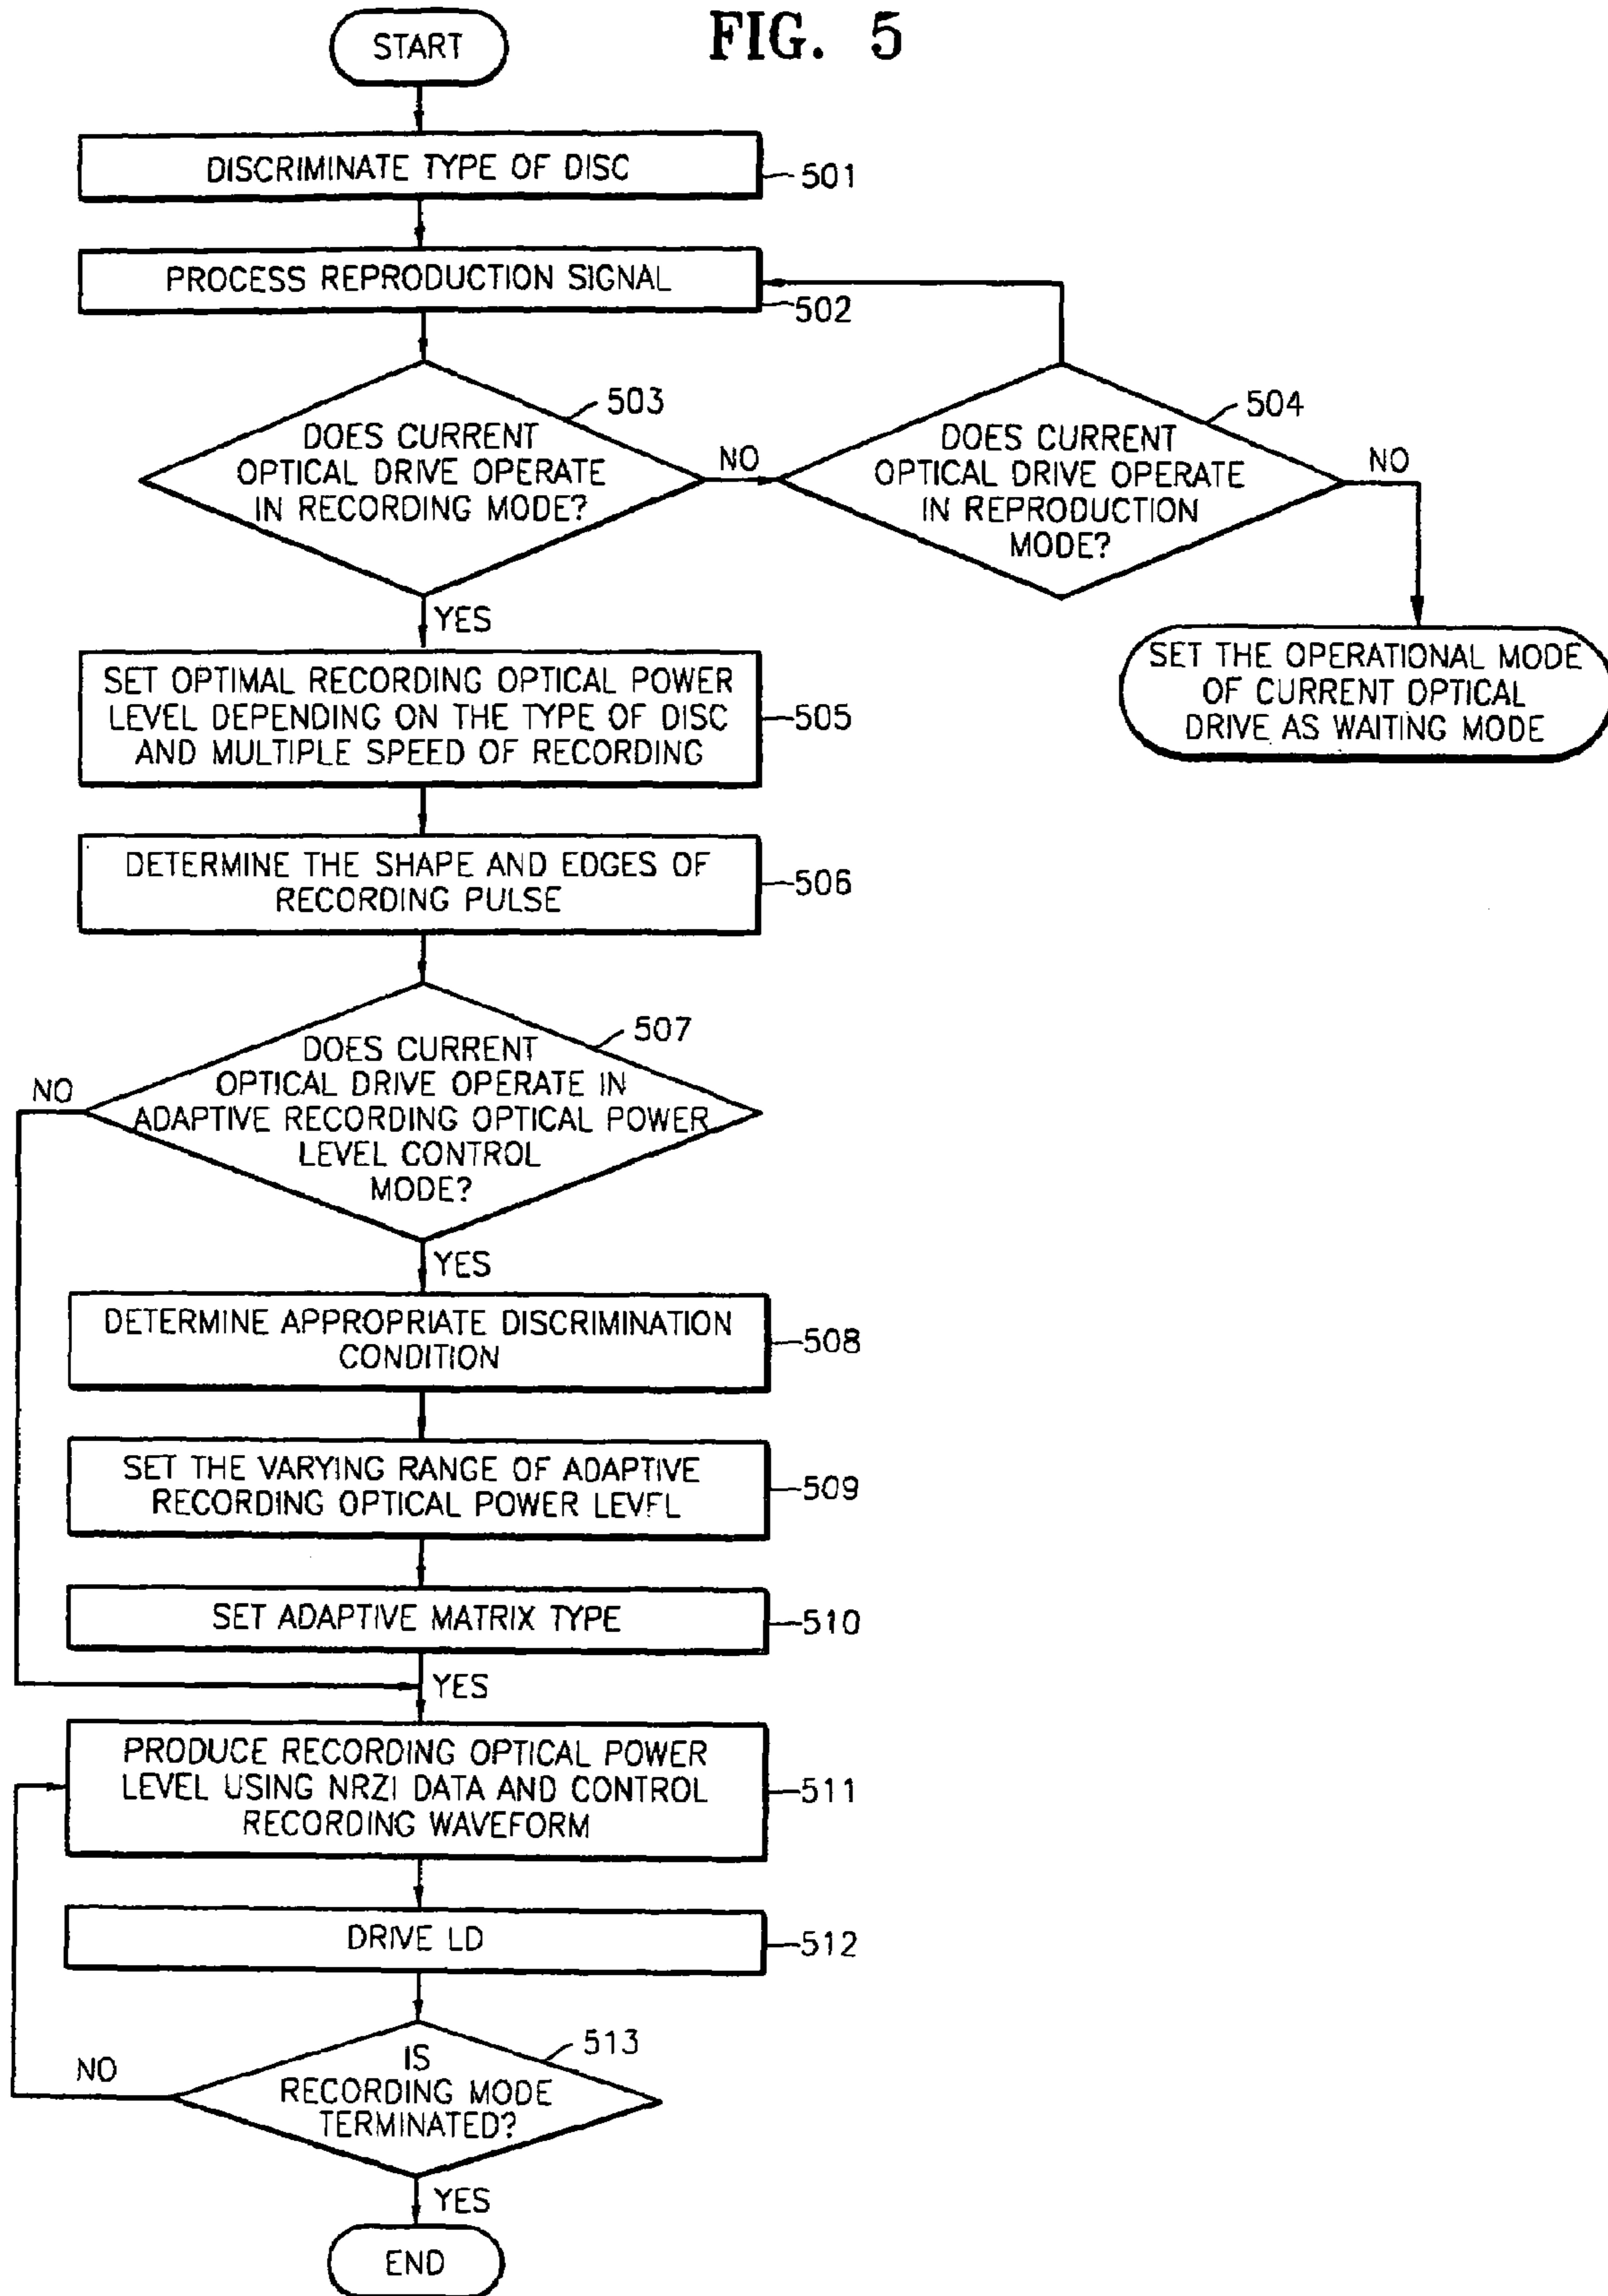 FIG. 5
START
DISCRIMINATE TYPE OF DISC
501
PROCESS REPRODUCTION SIGNAL
502
503
DOES CURRENT
OPTICAL DRIVE OPERATE
IN RECORDING MODE?
NO
504
DOES CURRENT
OPTICAL DRIVE OPERATE
IN REPRODUCTION
MODE?
NO
YES
SET THE OPERATIONAL MODE
OF CURRENT OPTICAL
DRIVE AS WAITING MODE
SET OPTIMAL RECORDING OPTICAL POWER
LEVEL DEPENDING ON THE TYPE OF DISC
AND MULTIPLE SPEED OF RECORDING
505
DETERMINE THE SHAPE AND EDGES OF
RECORDING PULSE
506
507
DOES CURRENT
OPTICAL DRIVE OPERATE IN
ADAPTIVE RECORDING OPTICAL POWER
LEVEL CONTROL
MODE?
NO
YES
DETERMINE APPROPRIATE DISCRIMINATION
CONDITION
508
SET THE VARYING RANGE OF ADAPTIVE
RECORDING OPTICAL POWER LEVEL
509
SET ADAPTIVE MATRIX TYPE
510
YES
PRODUCE RECORDING OPTICAL POWER
LEVEL USING NRZI DATA AND CONTROL
RECORDING WAVEFORM
511
DRIVE LD
512
513
IS
RECORDING MODE
TERMINATED?
NO
YES
END